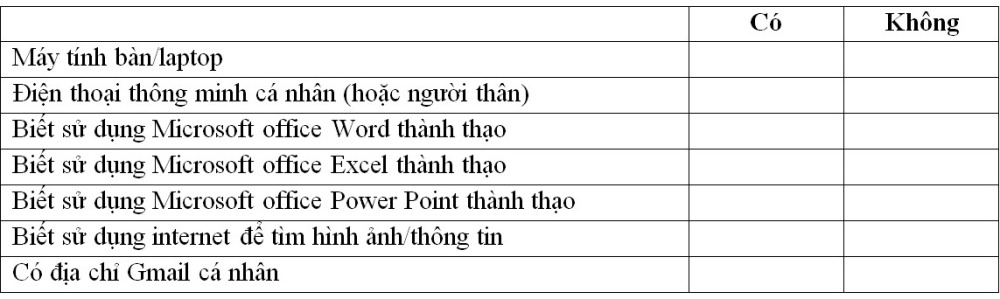 Có Không
Máy tính bàn/laptop
Điện thoại thông minh cá nhân (hoặc người thân)
Biết sử dụng Microsoft office Word thành thạo
Biết sử dụng Microsoft office Excel thành thạo
Biết sử dụng Microsoft office Power Point thành thạo
Biết sử dụng internet để tìm hình ảnh/thông tin
Có địa chỉ Gmail cá nhân